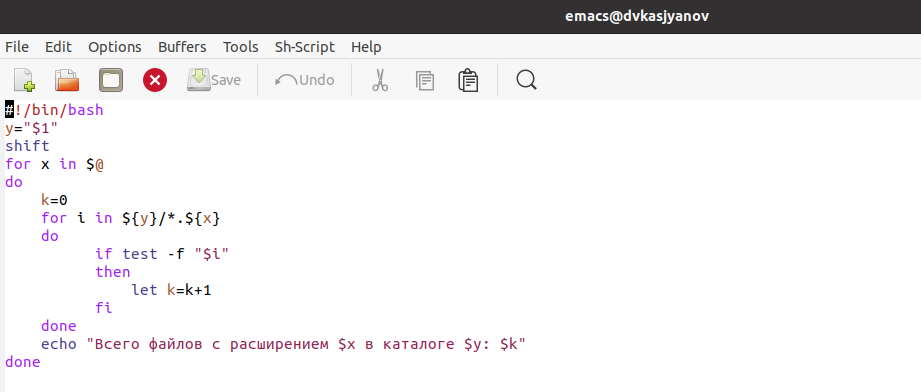 emacs@dvkasjyanov
File Edit Options Buffers Tools Sh-Script Help
Save Undo
#!/bin/bash
y="$1"
shift
for x in $@
do
    k=0
    for i in ${y}/*.${x}
    do
          if test -f "$i"
          then
              let k=k+1
          fi
    done
    echo "Всего файлов с расширением $x в каталоге $y: $k"
done